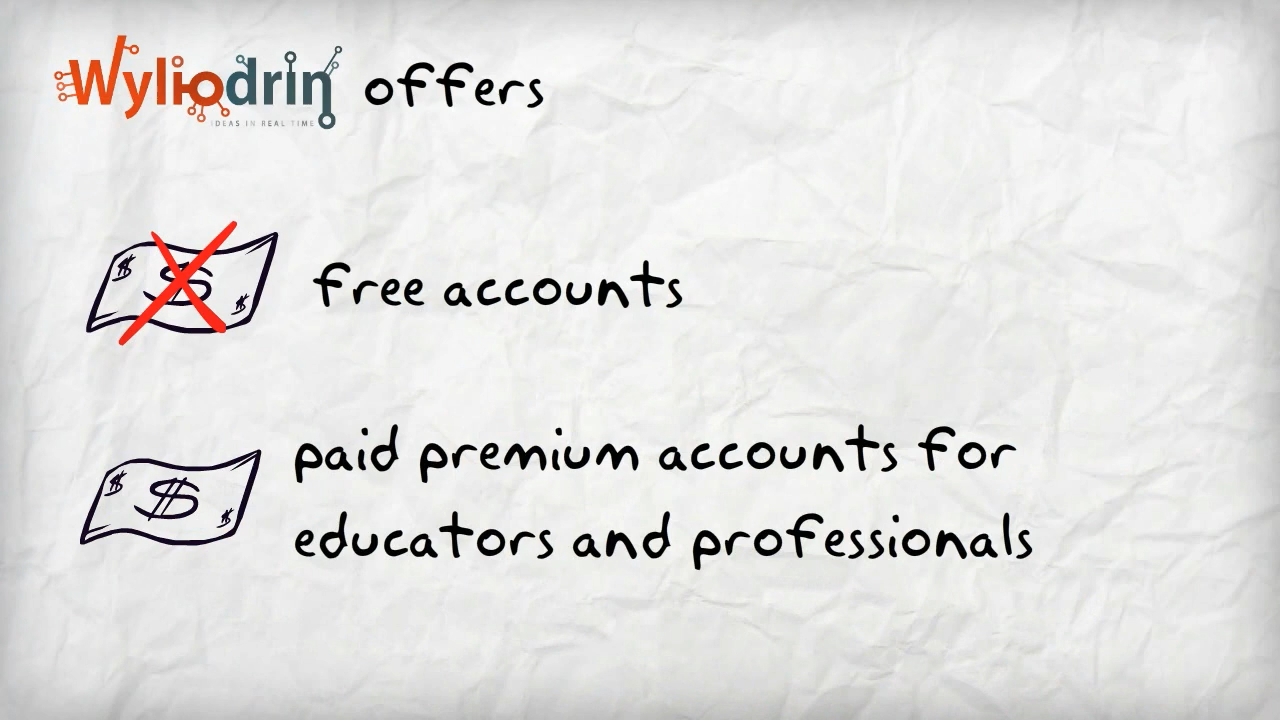 Wyliodrin offers
IDEAS IN REAL TIME
$ $ $ free accounts
$ $ $ paid premium accounts for
educators and professionals